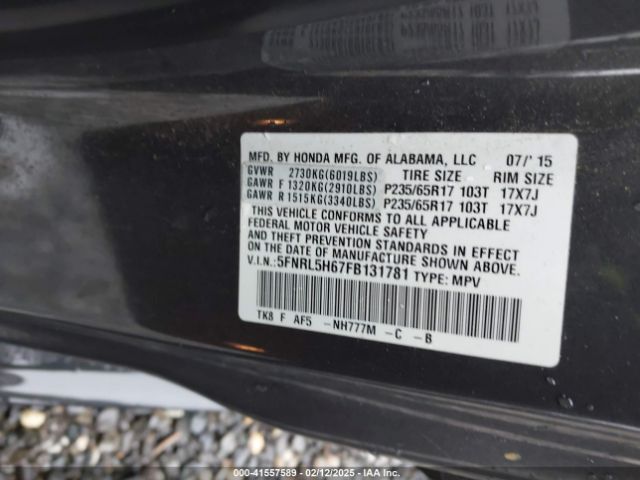 MFD. BY HONDA MFG. OF ALABAMA, LLC 07/'15
GVWR 2730KG(6019LBS) TIRE SIZE RIM SIZE
GAWR F 1320KG(2910LBS) P235/65R17 103T 17X7J
GAWR R 1515KG(3340LBS) P235/65R17 103T 17X7J
THIS VEHICLE CONFORMS TO ALL APPLICABLE
FEDERAL MOTOR VEHICLE SAFETY
AND THEFT PREVENTION STANDARDS IN EFFECT
ON THE DATE OF MANUFACTURE SHOWN ABOVE.
V.I.N.:5FNRL5H67FB131781 TYPE: MPV
TK8 F AF5 -NH777M -C -B
000-41557589 - 02/12/2025 - IAA Inc.